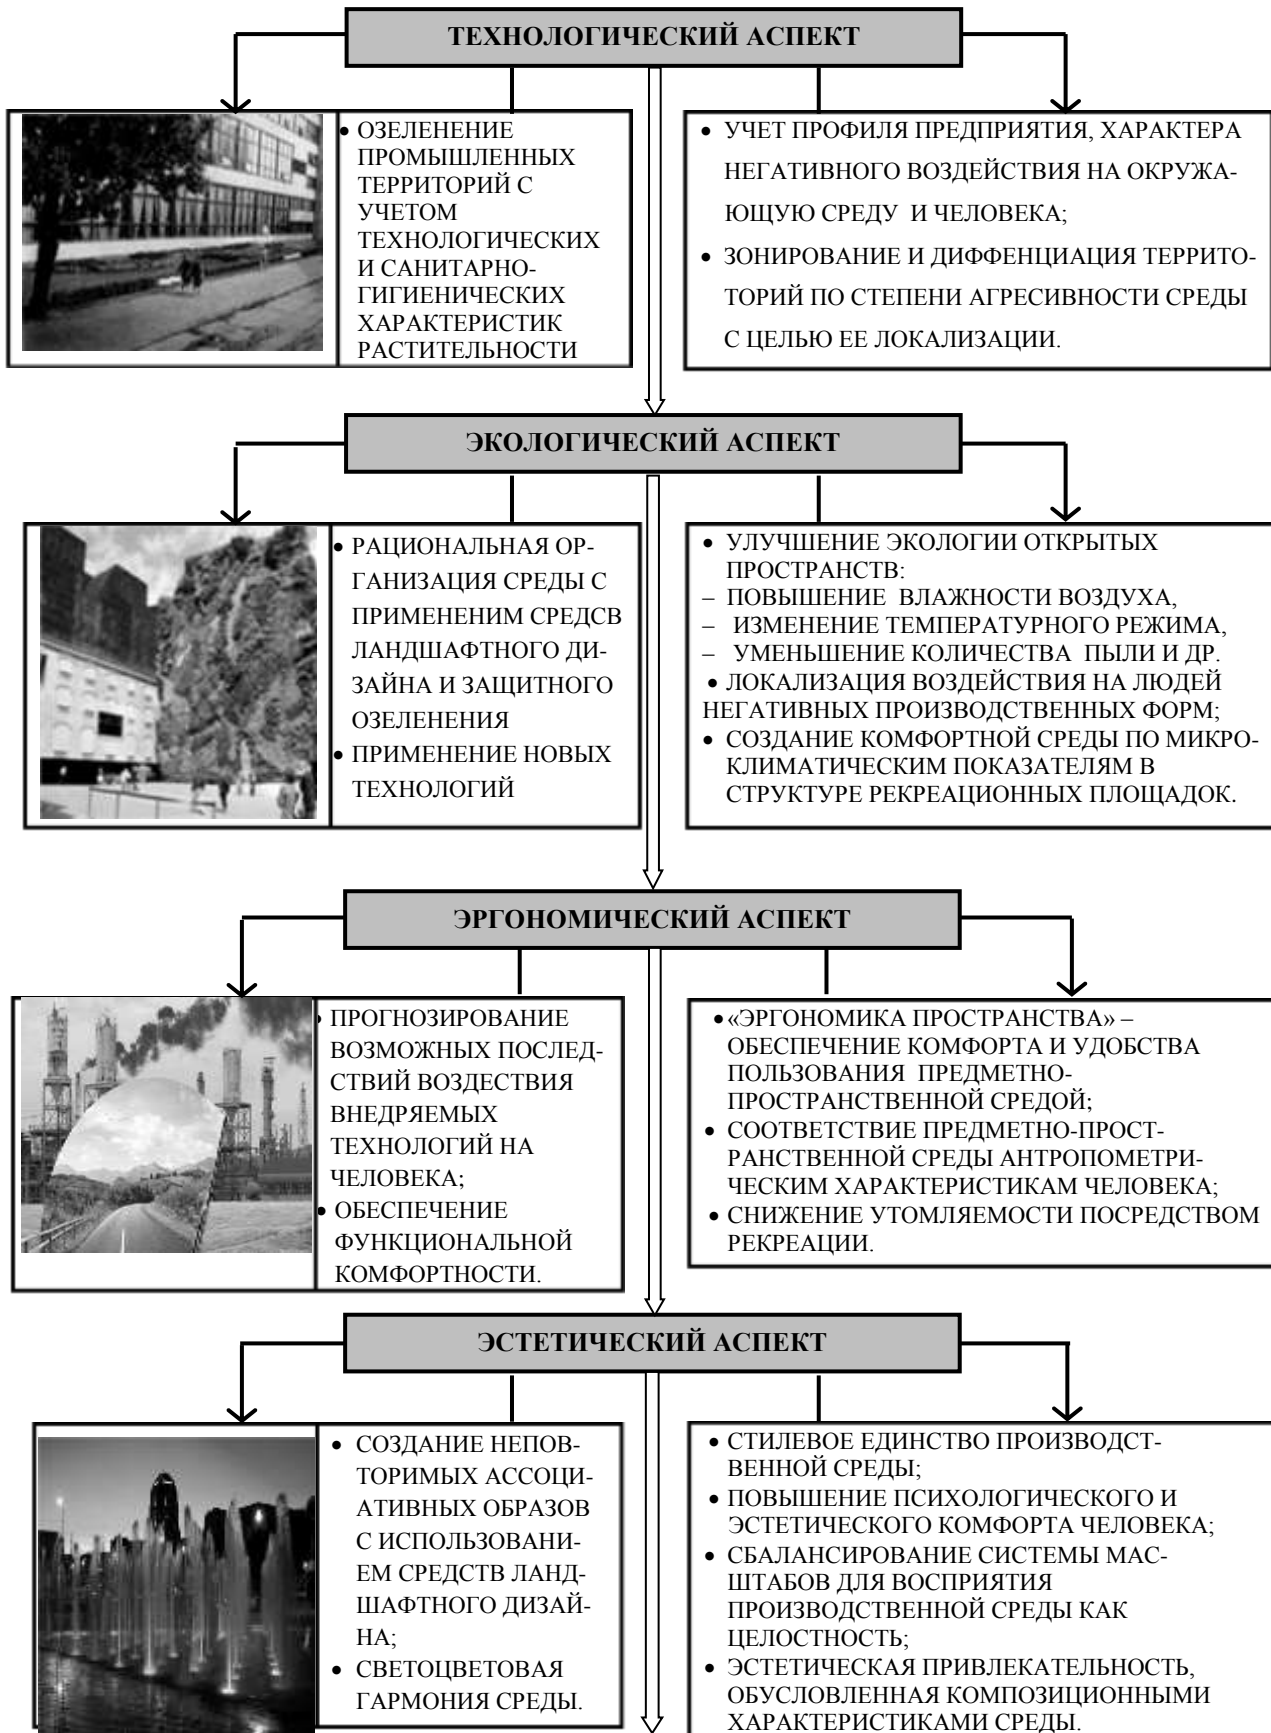 ТЕХНОЛОГИЧЕСКИЙ АСПЕКТ
• ОЗЕЛЕНЕНИЕ
ПРОМЫШЛЕННЫХ
ТЕРРИТОРИЙ С
УЧЕТОМ
ТЕХНОЛОГИЧЕСКИХ
И САНИТАРНО-
ГИГИЕНИЧЕСКИХ
ХАРАКТЕРИСТИК
РАСТИТЕЛЬНОСТИ
• УЧЕТ ПРОФИЛЯ ПРЕДПРИЯТИЯ, ХАРАКТЕРА
НЕГАТИВНОГО ВОЗДЕЙСТВИЯ НА ОКРУЖА-
ЮЩУЮ СРЕДУ И ЧЕЛОВЕКА;
• ЗОНИРОВАНИЕ И ДИФФЕНЦИАЦИЯ ТЕРРИТО-
ТОРИЙ ПО СТЕПЕНИ АГРЕСИВНОСТИ СРЕДЫ
С ЦЕЛЬЮ ЕЕ ЛОКАЛИЗАЦИИ.
ЭКОЛОГИЧЕСКИЙ АСПЕКТ
• РАЦИОНАЛЬНАЯ ОР-
ГАНИЗАЦИЯ СРЕДЫ С
ПРИМЕНЕНИМ СРЕДСВ
ЛАНДШАФТНОГО ДИ-
ЗАЙНА И ЗАЩИТНОГО
ОЗЕЛЕНЕНИЯ
• ПРИМЕНЕНИЕ НОВЫХ
ТЕХНОЛОГИЙ
• УЛУЧШЕНИЕ ЭКОЛОГИИ ОТКРЫТЫХ
ПРОСТРАНСТВ:
– ПОВЫШЕНИЕ ВЛАЖНОСТИ ВОЗДУХА,
– ИЗМЕНЕНИЕ ТЕМПЕРАТУРНОГО РЕЖИМА,
– УМЕНЬШЕНИЕ КОЛИЧЕСТВА ПЫЛИ И ДР.
• ЛОКАЛИЗАЦИЯ ВОЗДЕЙСТВИЯ НА ЛЮДЕЙ
НЕГАТИВНЫХ ПРОИЗВОДСТВЕННЫХ ФОРМ;
• СОЗДАНИЕ КОМФОРТНОЙ СРЕДЫ ПО МИКРО-
КЛИМАТИЧЕСКИМ ПОКАЗАТЕЛЯМ В
СТРУКТУРЕ РЕКРЕАЦИОННЫХ ПЛОЩАДОК.
ЭРГОНОМИЧЕСКИЙ АСПЕКТ
• ПРОГНОЗИРОВАНИЕ
ВОЗМОЖНЫХ ПОСЛЕД-
СТВИЙ ВОЗДЕСТВИЯ
ВНЕДРЯЕМЫХ
ТЕХНОЛОГИЙ НА
ЧЕЛОВЕКА;
• ОБЕСПЕЧЕНИЕ
ФУНКЦИОНАЛЬНОЙ
КОМФОРТНОСТИ.
• «ЭРГОНОМИКА ПРОСТРАНСТВА» –
ОБЕСПЕЧЕНИЕ КОМФОРТА И УДОБСТВА
ПОЛЬЗОВАНИЯ ПРЕДМЕТНО-
ПРОСТРАНСТВЕННОЙ СРЕДОЙ;
• СООТВЕТСТВИЕ ПРЕДМЕТНО-ПРОСТ-
РАНСТВЕННОЙ СРЕДЫ АНТРОПОМЕТРИ-
ЧЕСКИМ ХАРАКТЕРИСТИКАМ ЧЕЛОВЕКА;
• СНИЖЕНИЕ УТОМЛЯЕМОСТИ ПОСРЕДСТВОМ
РЕКРЕАЦИИ.
ЭСТЕТИЧЕСКИЙ АСПЕКТ
• СОЗДАНИЕ НЕПОВ-
ТОРИМЫХ АССОЦИ-
АТИВНЫХ ОБРАЗОВ
С ИСПОЛЬЗОВАНИ-
ЕМ СРЕДСТВ ЛАНД-
ШАФТНОГО ДИЗАЙ-
НА;
• СВЕТОЦВЕТОВАЯ
ГАРМОНИЯ СРЕДЫ.
• СТИЛЕВОЕ ЕДИНСТВО ПРОИЗВОДСТ-
ВЕННОЙ СРЕДЫ;
• ПОВЫШЕНИЕ ПСИХОЛОГИЧЕСКОГО И
ЭСТЕТИЧЕСКОГО КОМФОРТА ЧЕЛОВЕКА;
• СБАЛАНСИРОВАНИЕ СИСТЕМЫ МАС-
ШТАБОВ ДЛЯ ВОСПРИЯТИЯ
ПРОИЗВОДСТВЕННОЙ СРЕДЫ КАК
ЦЕЛОСТНОСТЬ;
• ЭСТЕТИЧЕСКАЯ ПРИВЛЕКАТЕЛЬНОСТЬ,
ОБУСЛОВЛЕННАЯ КОМПОЗИЦИОННЫМИ
ХАРАКТЕРИСТИКАМИ СРЕДЫ.